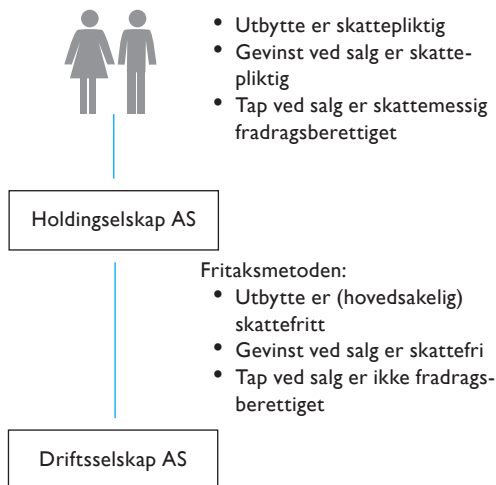 • Utbytte er skattepliktig
• Gevinst ved salg er skatte-
pliktig
• Tap ved salg er skattemessig
fradragsberettiget
Holdingselskap AS
Fritaksmetoden:
• Utbytte er (hovedsakelig)
skattefritt
• Gevinst ved salg er skattefri
• Tap ved salg er ikke fradrags-
berettiget
Driftsselskap AS